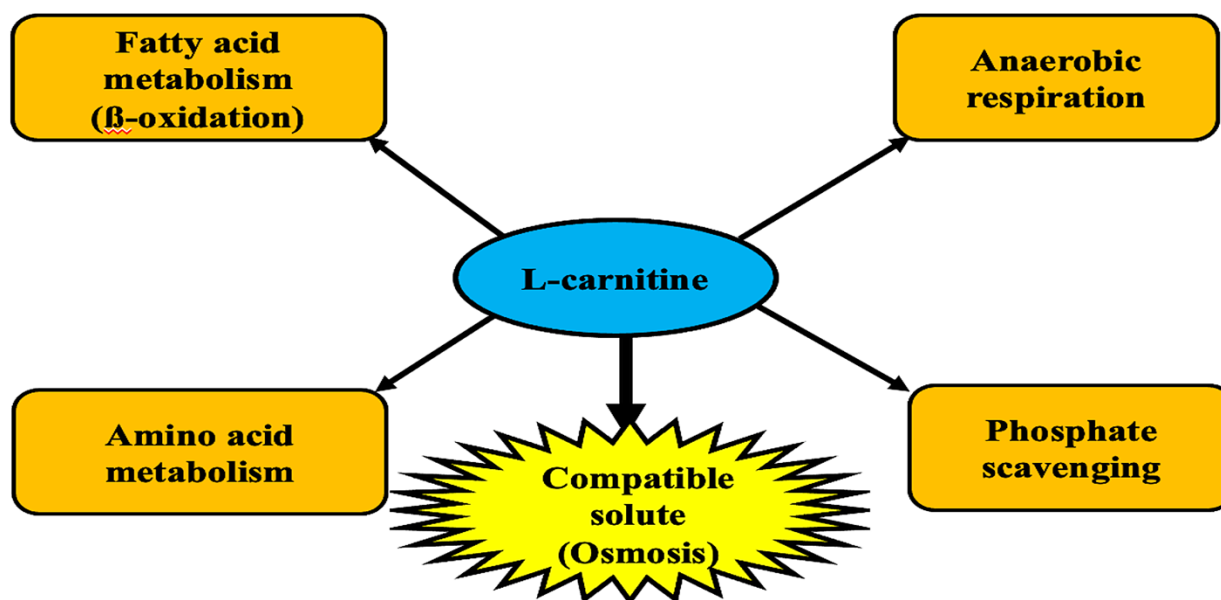 Fatty acid
metabolism
(ß-oxidation)
Anaerobic
respiration
L-carnitine
Amino acid
metabolism
Compatible
solute
(Osmosis)
Phosphate
scavenging